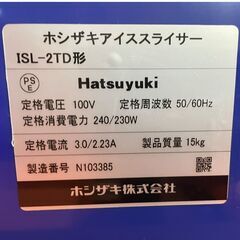 ホシザキアイススライサー
ISL-2TD形
PS
E
Hatsuyuki
定格電圧 100V 定格周波数 50/60Hz
定格消費電力 240/230W
定格電流 3.0/2.23A 製品質量 15kg
製造番号 N103385
ホシザキ株式会社